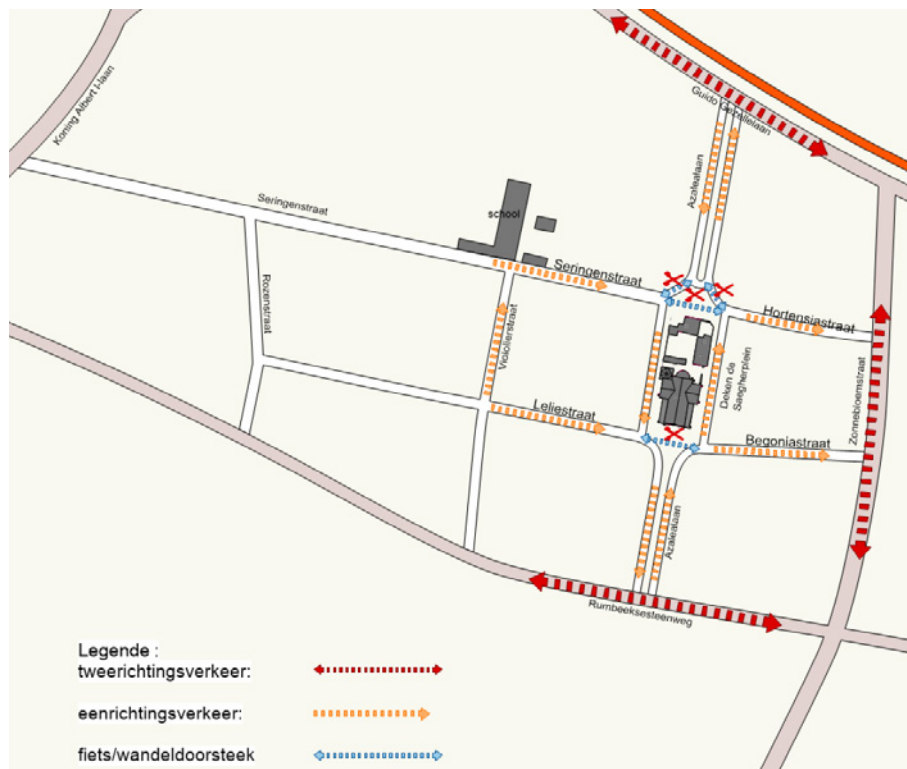 Koning Albert I-laan
Guido Gezellelaan
Azalealaan
Seringenstraat
school
Seringenstraat
Hortensiastraat
Rozenstraat
Violierstraat
Deken de
Saegherplein
Zonnebloemstraat
Leliestraat
Begoniastraat
Azalealaan
Rumbeeksesteenweg
Legende :
tweerichtingsverkeer:
eenrichtingsverkeer:
fiets/wandeldoorsteek